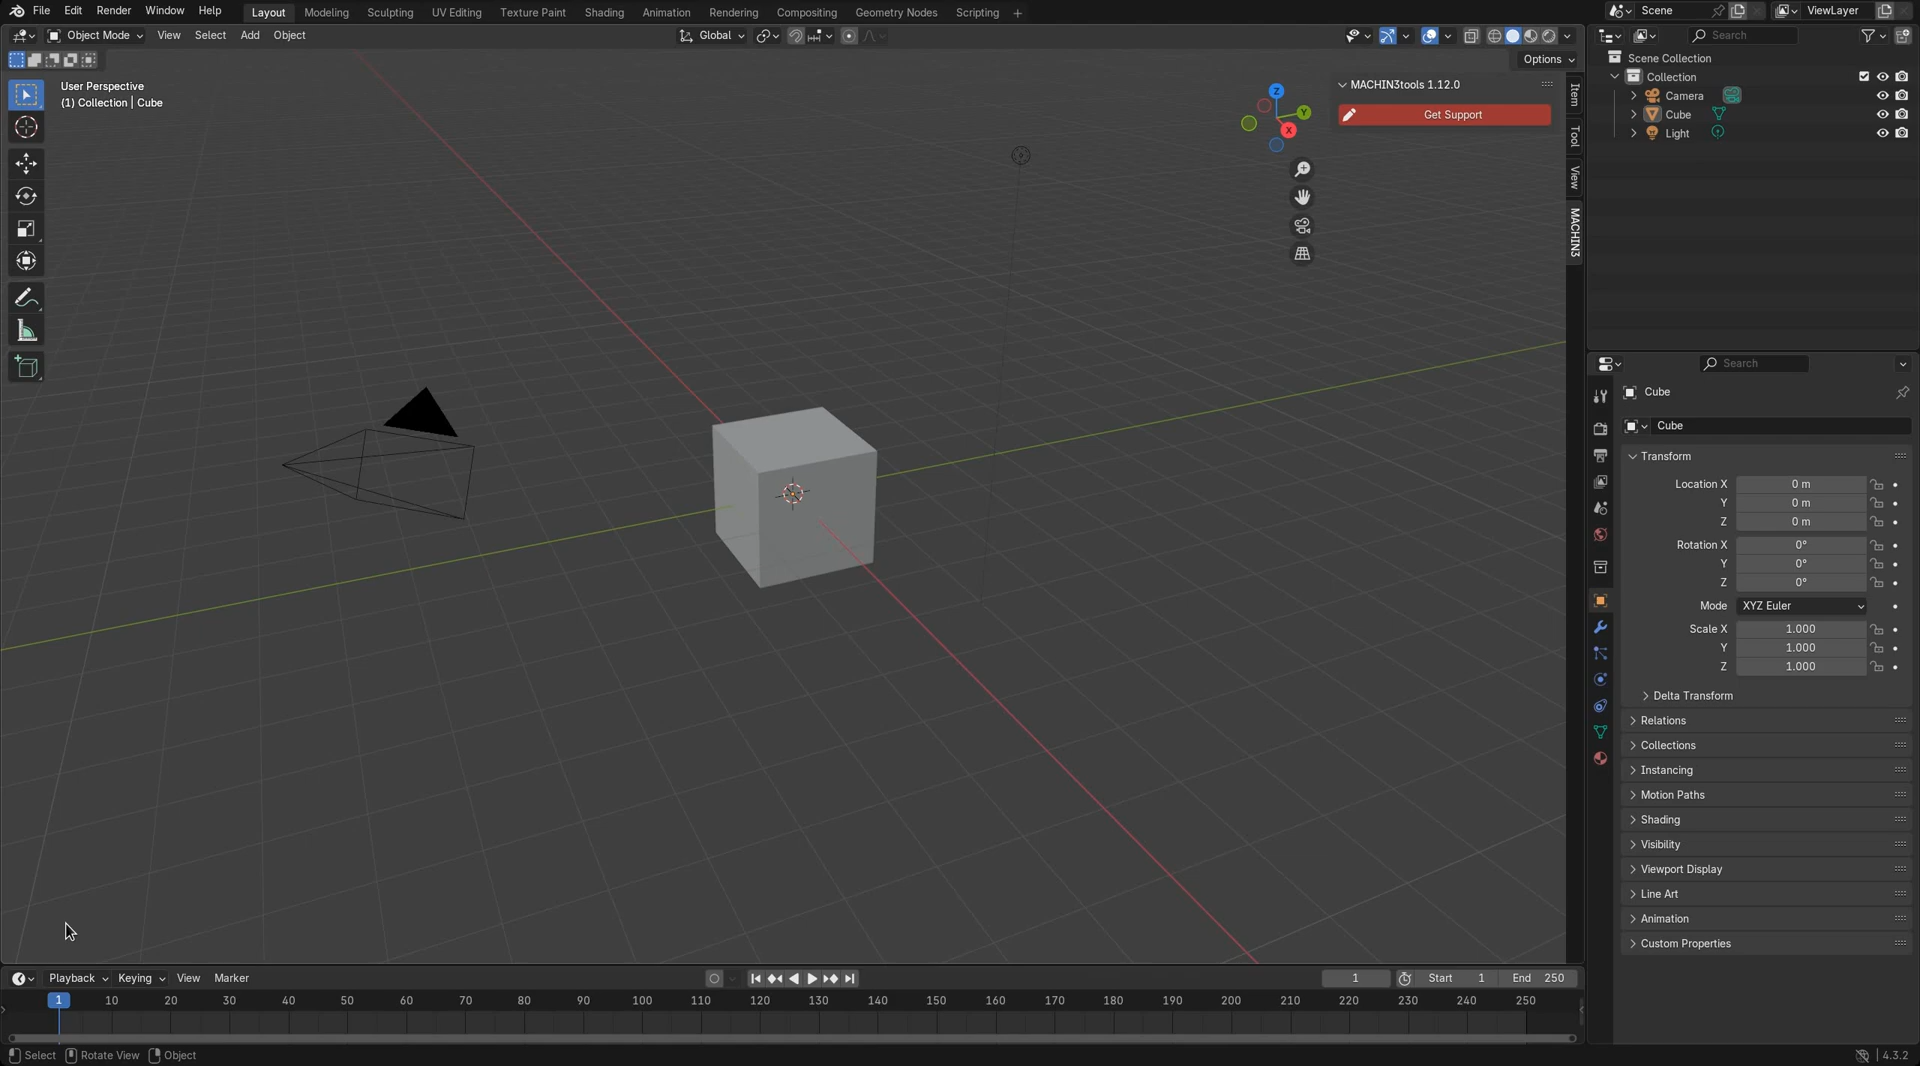 File Edit Render Window Help Layout Modeling Sculpting UV Editing Texture Paint Shading Animation Rendering Compositing Geometry Nodes Scripting + Scene ViewLayer
Object Mode View Select Add Object Global Search
Options
User Perspective
(1) Collection | Cube
Z
Y
X
MACHIN3tools 1.12.0
Get Support
Item
Tool
View
MACHIN3
Scene Collection
Collection
Camera
Cube
Light
Search
Cube
Cube
Transform
Location X 0 m
Y 0 m
Z 0 m
Rotation X 0°
Y 0°
Z 0°
Mode XYZ Euler
Scale X 1.000
Y 1.000
Z 1.000
Delta Transform
Relations
Collections
Instancing
Motion Paths
Shading
Visibility
Viewport Display
Line Art
Animation
Custom Properties
Playback Keying View Marker 1 Start 1 End 250
1 10 20 30 40 50 60 70 80 90 100 110 120 130 140 150 160 170 180 190 200 210 220 230 240 250
Select Rotate View Object 4.3.2